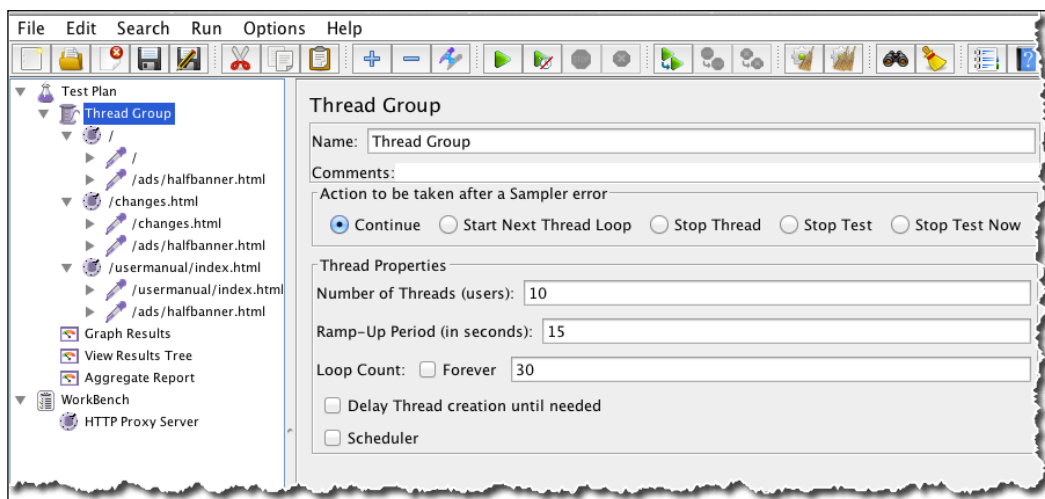 File Edit Search Run Options Help
Test Plan
Thread Group
/
/
/ads/halfbanner.html
/changes.html
/changes.html
/ads/halfbanner.html
/usermanual/index.html
/usermanual/index.html
/ads/halfbanner.html
Graph Results
View Results Tree
Aggregate Report
WorkBench
HTTP Proxy Server
Thread Group
Name: Thread Group
Comments:
Action to be taken after a Sampler error
Continue Start Next Thread Loop Stop Thread Stop Test Stop Test Now
Thread Properties
Number of Threads (users): 10
Ramp-Up Period (in seconds): 15
Loop Count: Forever 30
Delay Thread creation until needed
Scheduler